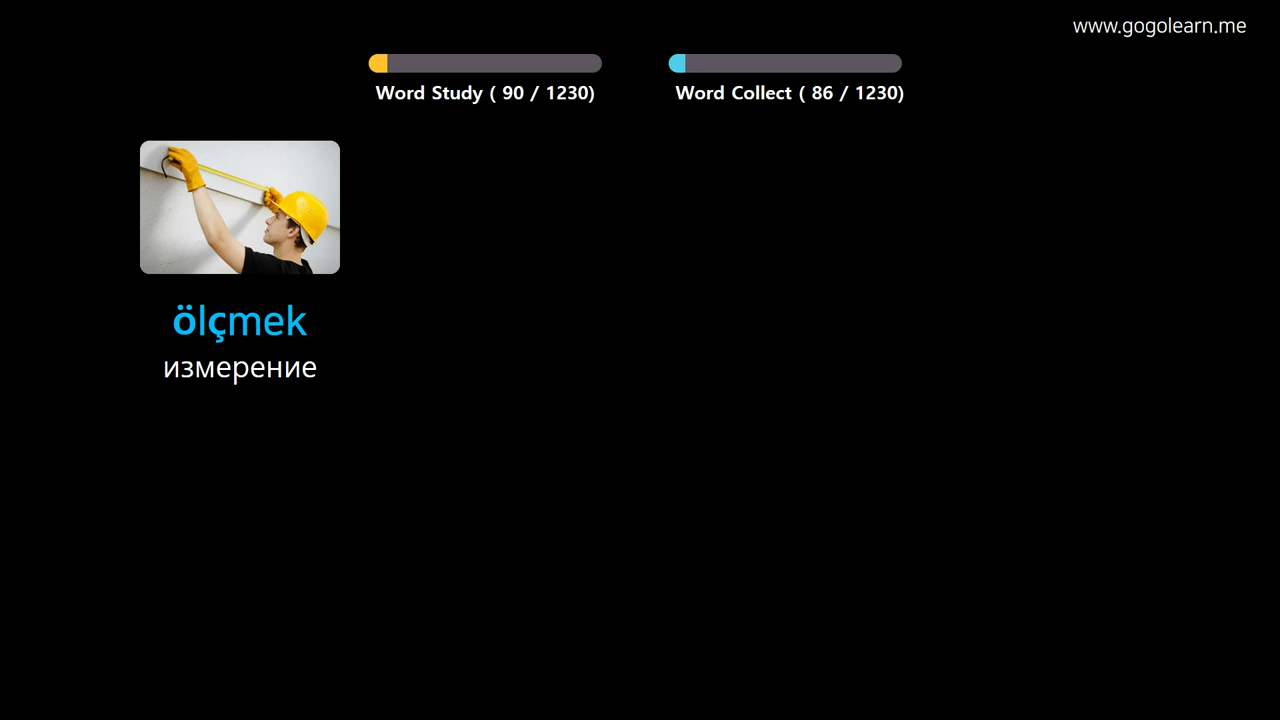 www.gogolearn.me
Word Study ( 90 / 1230)
Word Collect ( 86 / 1230)
ölçmek
измерение